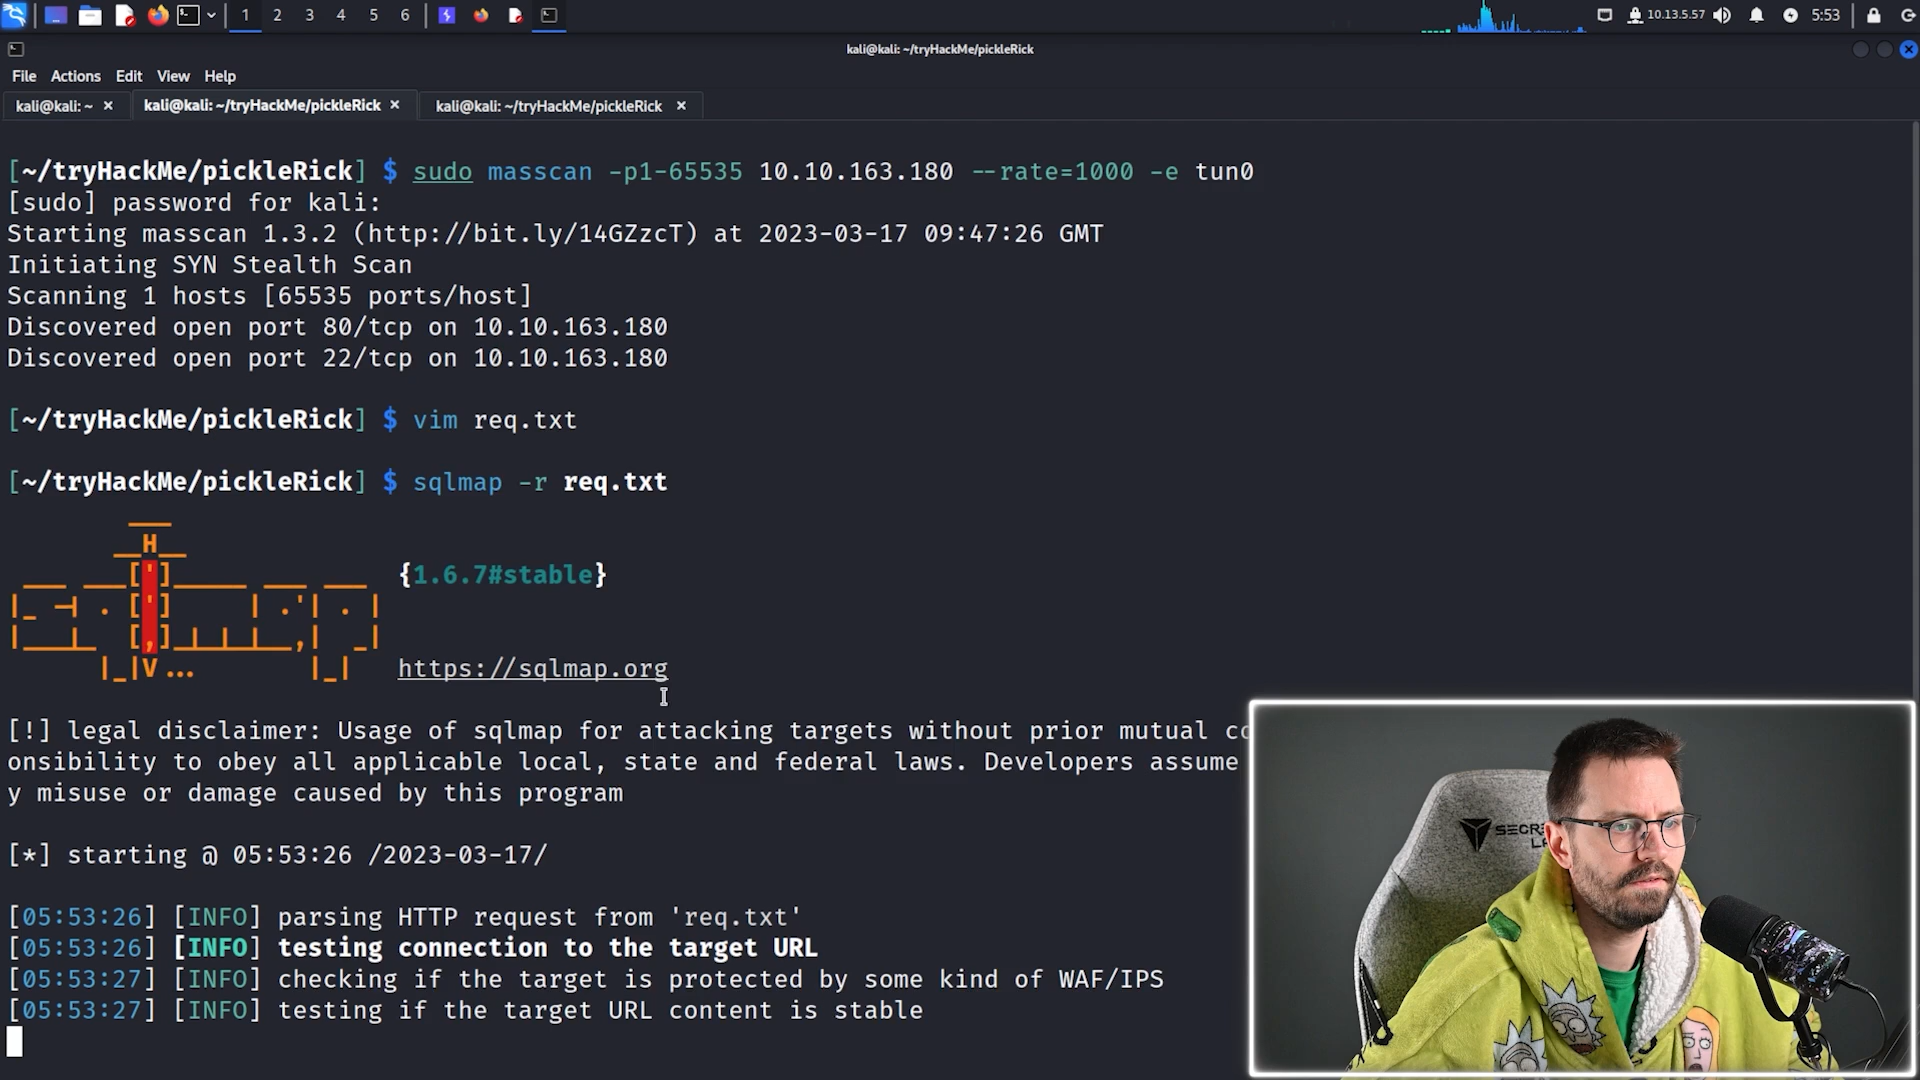 1 2 3 4 5 6 10.13.5.57 5:53
kali@kali: ~/tryHackMe/pickleRick
File Actions Edit View Help
kali@kali: ~ kali@kali: ~/tryHackMe/pickleRick kali@kali: ~/tryHackMe/pickleRick
[~/tryHackMe/pickleRick] $ sudo masscan -p1-65535 10.10.163.180 --rate=1000 -e tun0
[sudo] password for kali:
Starting masscan 1.3.2 (http://bit.ly/14GZzcT) at 2023-03-17 09:47:26 GMT
Initiating SYN Stealth Scan
Scanning 1 hosts [65535 ports/host]
Discovered open port 80/tcp on 10.10.163.180
Discovered open port 22/tcp on 10.10.163.180
[~/tryHackMe/pickleRick] $ vim req.txt
[~/tryHackMe/pickleRick] $ sqlmap -r req.txt
H
{1.6.7#stable}
V... https://sqlmap.org
[!] legal disclaimer: Usage of sqlmap for attacking targets without prior mutual
onsibility to obey all applicable local, state and federal laws. Developers assume
y misuse or damage caused by this program
[*] starting @ 05:53:26 /2023-03-17/
[05:53:26] [INFO] parsing HTTP request from 'req.txt'
[05:53:26] [INFO] testing connection to the target URL
[05:53:27] [INFO] checking if the target is protected by some kind of WAF/IPS
[05:53:27] [INFO] testing if the target URL content is stable